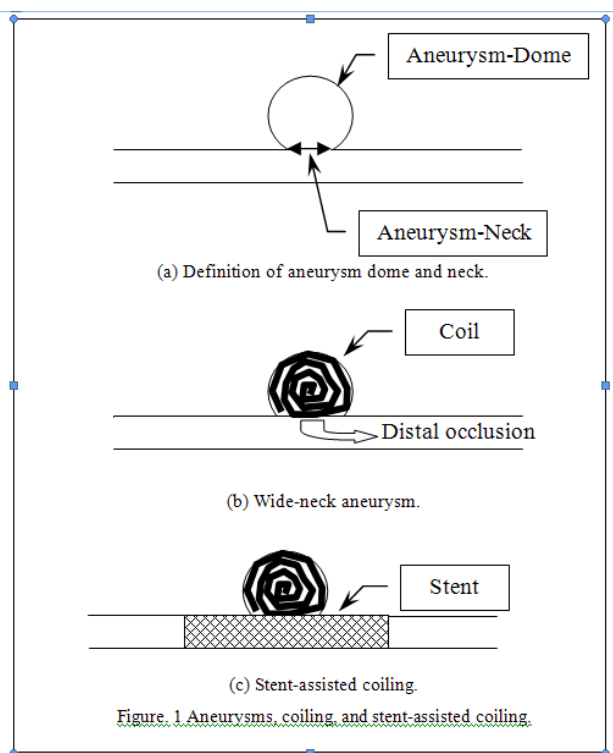 Aneurysm-Dome
Aneurysm-Neck
(a) Definition of aneurysm dome and neck.
Coil
Distal occlusion
(b) Wide-neck aneurysm.
Stent
(c) Stent-assisted coiling.
Figure. 1 Aneurysms, coiling, and stent-assisted coiling.